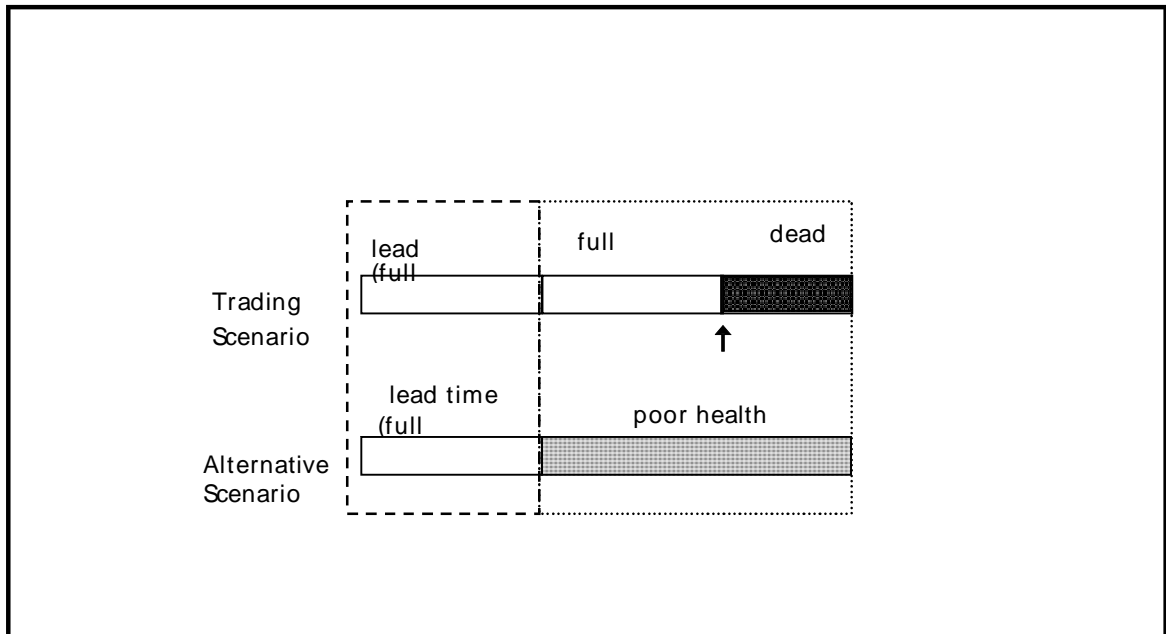 lead
(full
full
dead
Trading
Scenario
lead time
(full
poor health
Alternative
Scenario